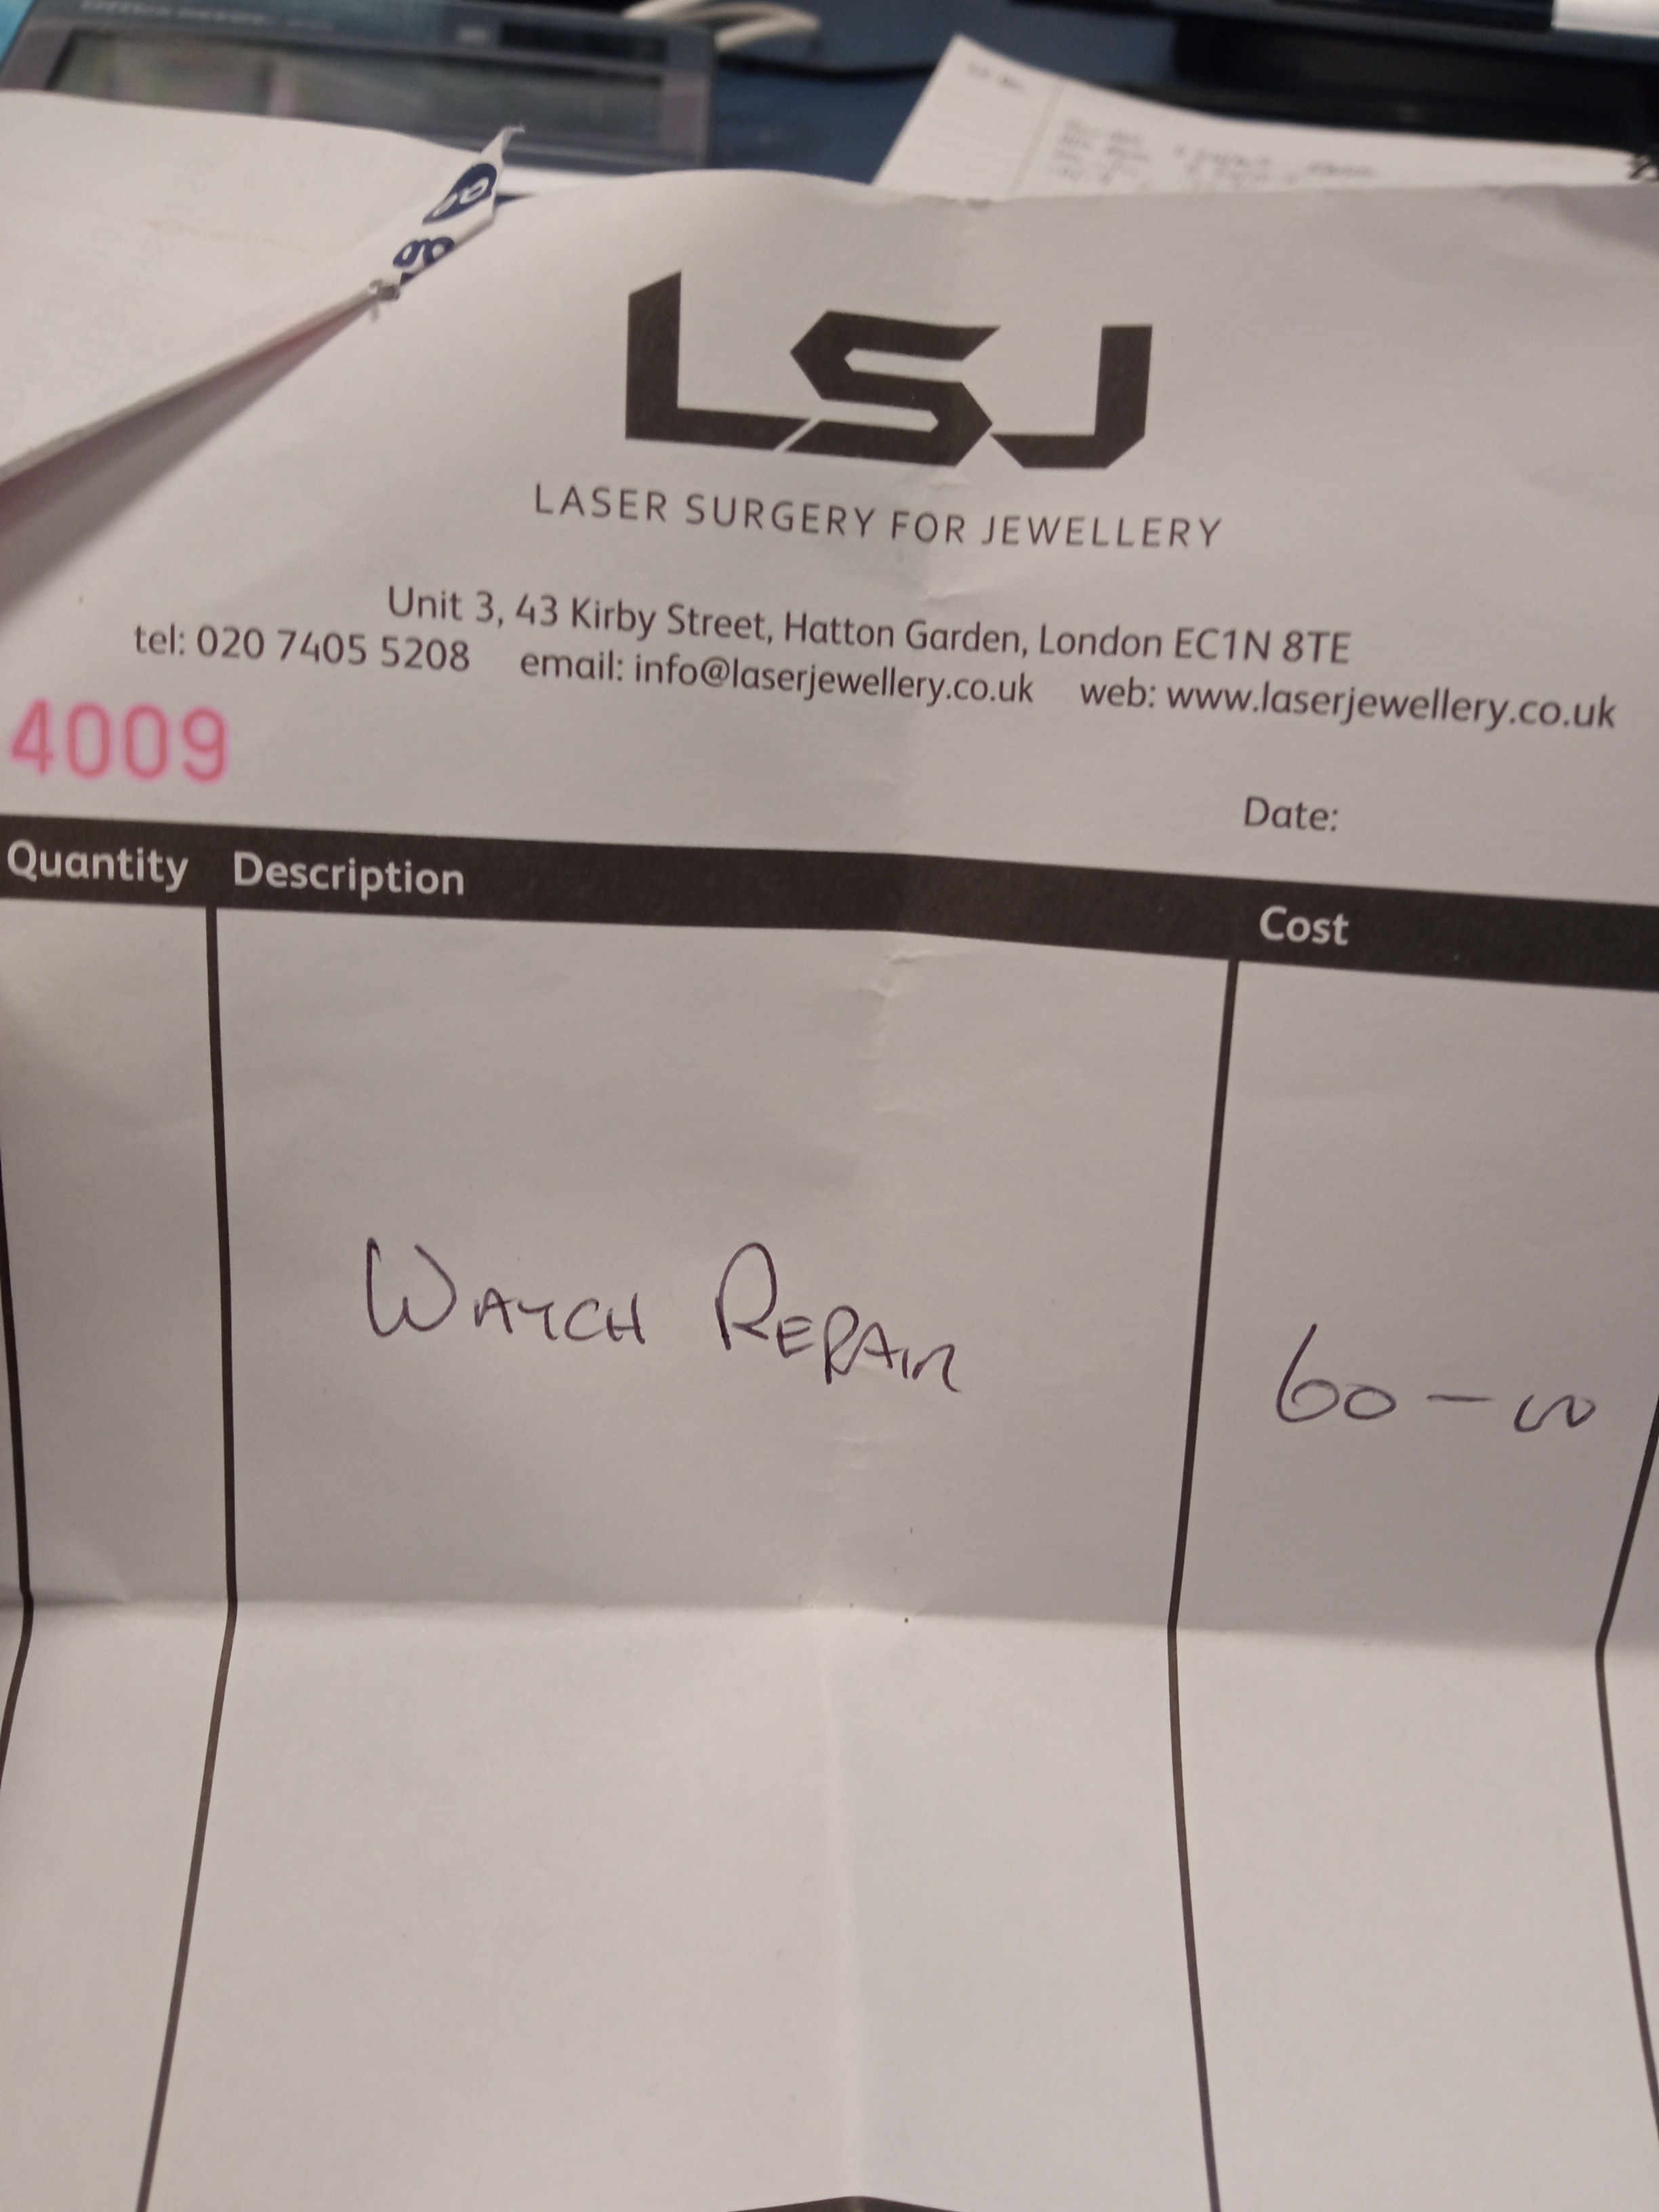 LSJ
LASER SURGERY FOR JEWELLERY
Unit 3, 43 Kirby Street, Hatton Garden, London EC1N 8TE
tel: 020 7405 5208 email: info@laserjewellery.co.uk web: www.laserjewellery.co.uk
4009
Date:
Quantity Description Cost
WATCH REPAIR 60-00